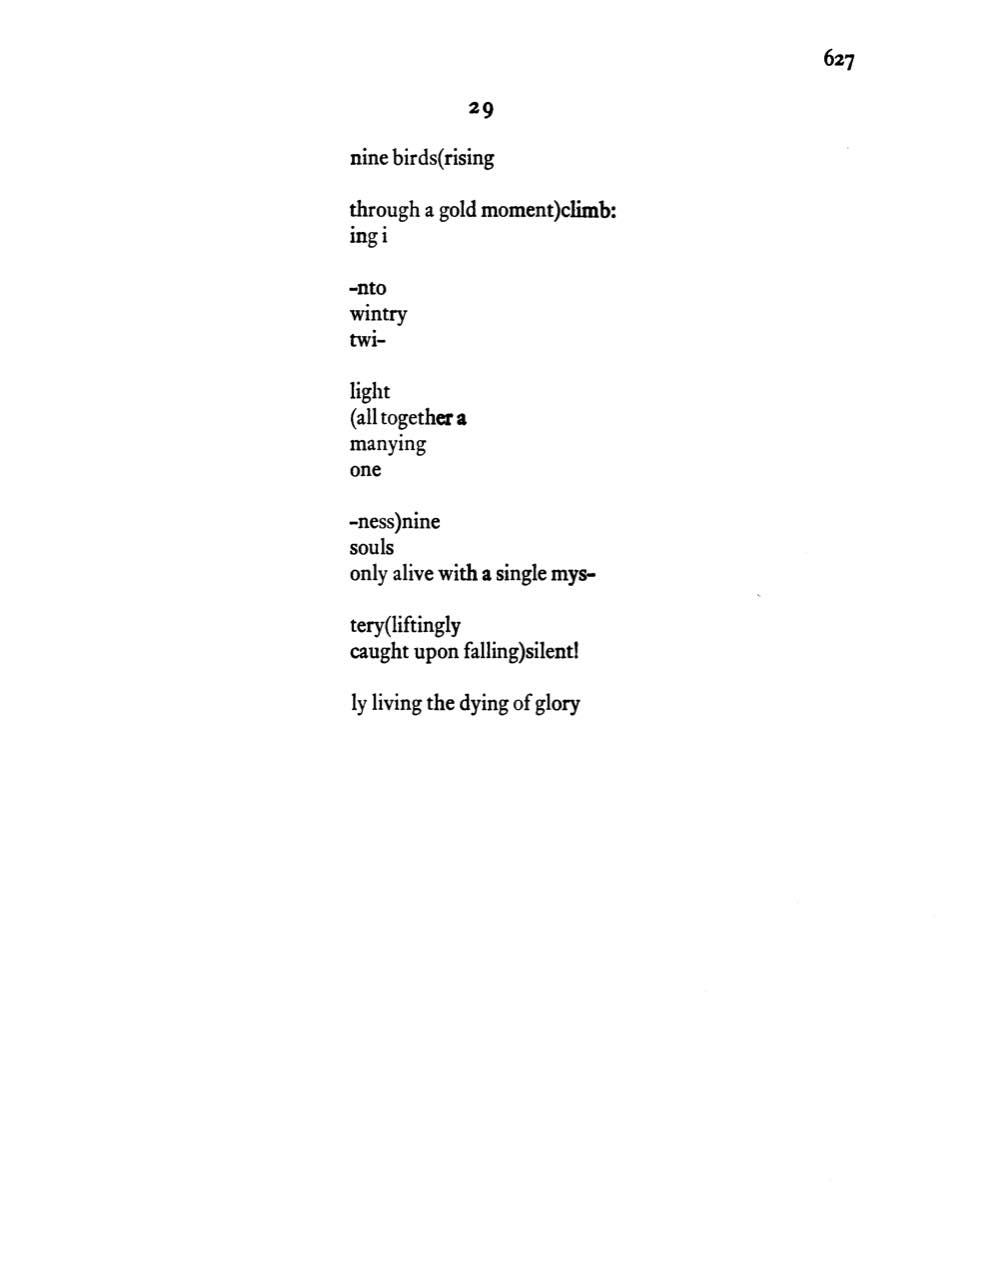 627
29
nine birds(rising
through a gold moment)climb:
ing i
-nto
wintry
twi-
light
(all together a
manying
one
-ness)nine
souls
only alive with a single mys-
tery(liftingly
caught upon falling)silent!
ly living the dying of glory